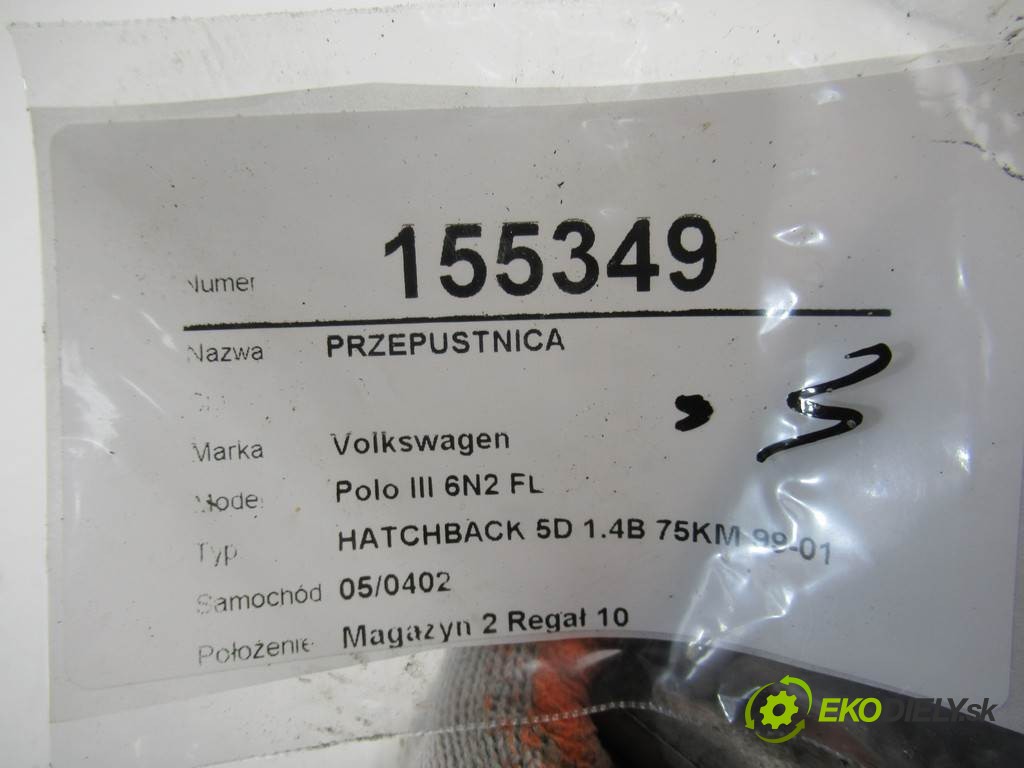 Numer 155349
Nazwa PRZEPUSTNICA
Marka Volkswagen
Model Polo III 6N2 FL
Typ HATCHBACK 5D 1.4B 75KM 99-01
Samochód 05/0402
Położenie Magazyn 2 Regał 10
EKODIELY.sk